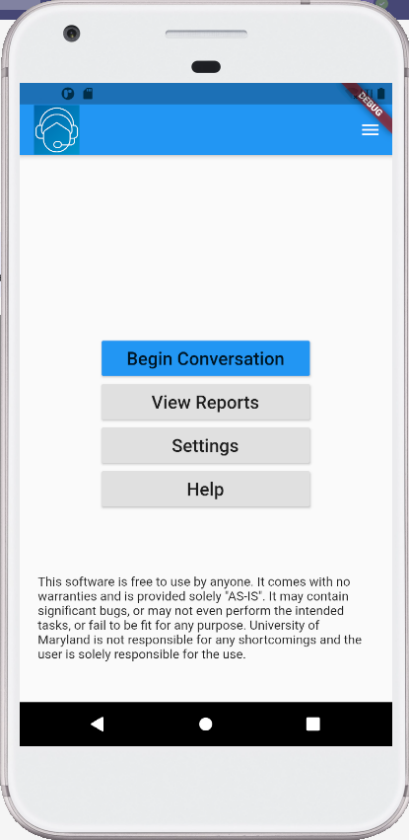 DEBUG
Begin Conversation
View Reports
Settings
Help
This software is free to use by anyone. It comes with no
warranties and is provided solely "AS-IS". It may contain
significant bugs, or may not even perform the intended
tasks, or fail to be fit for any purpose. University of
Maryland is not responsible for any shortcomings and the
user is solely responsible for the use.